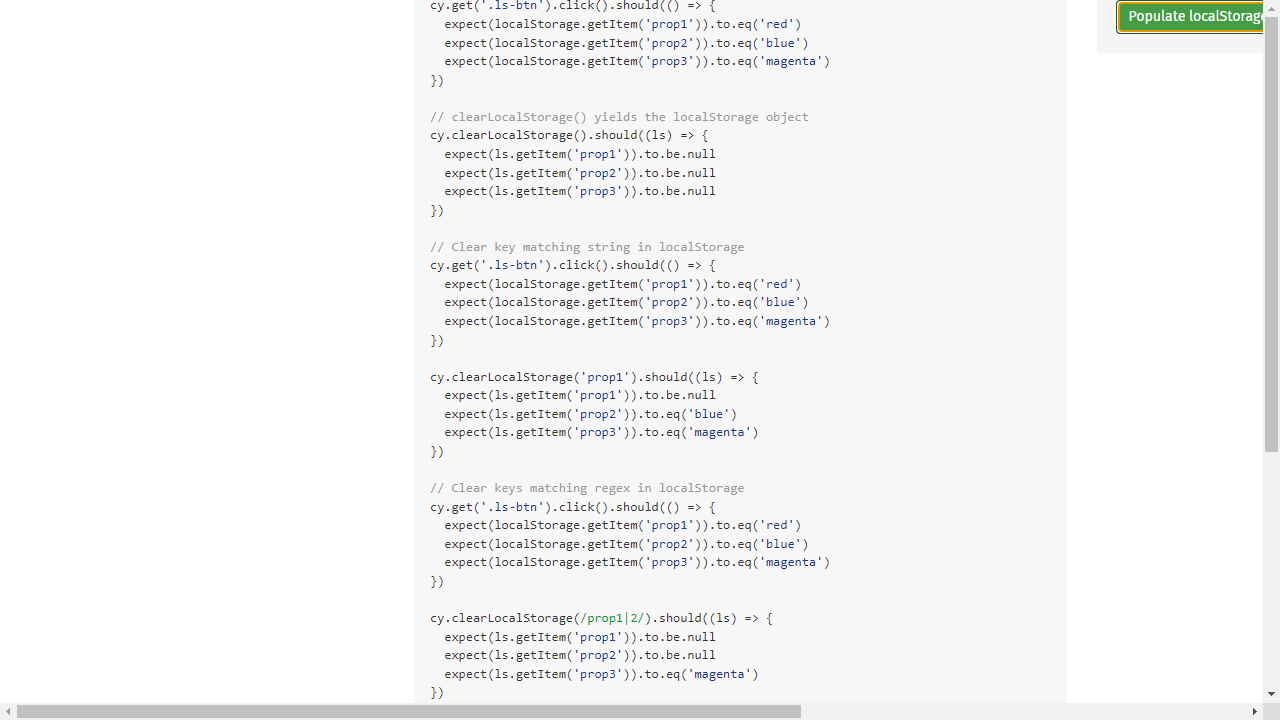 cy.get('.ls-btn').click().should(() => {
  expect(localStorage.getItem('prop1')).to.eq('red')
  expect(localStorage.getItem('prop2')).to.eq('blue')
  expect(localStorage.getItem('prop3')).to.eq('magenta')
})

// clearLocalStorage() yields the localStorage object
cy.clearLocalStorage().should((ls) => {
  expect(ls.getItem('prop1')).to.be.null
  expect(ls.getItem('prop2')).to.be.null
  expect(ls.getItem('prop3')).to.be.null
})

// Clear key matching string in localStorage
cy.get('.ls-btn').click().should(() => {
  expect(localStorage.getItem('prop1')).to.eq('red')
  expect(localStorage.getItem('prop2')).to.eq('blue')
  expect(localStorage.getItem('prop3')).to.eq('magenta')
})

cy.clearLocalStorage('prop1').should((ls) => {
  expect(ls.getItem('prop1')).to.be.null
  expect(ls.getItem('prop2')).to.eq('blue')
  expect(ls.getItem('prop3')).to.eq('magenta')
})

// Clear keys matching regex in localStorage
cy.get('.ls-btn').click().should(() => {
  expect(localStorage.getItem('prop1')).to.eq('red')
  expect(localStorage.getItem('prop2')).to.eq('blue')
  expect(localStorage.getItem('prop3')).to.eq('magenta')
})

cy.clearLocalStorage(/prop1|2/).should((ls) => {
  expect(ls.getItem('prop1')).to.be.null
  expect(ls.getItem('prop2')).to.be.null
  expect(ls.getItem('prop3')).to.eq('magenta')
})
Populate localStorage